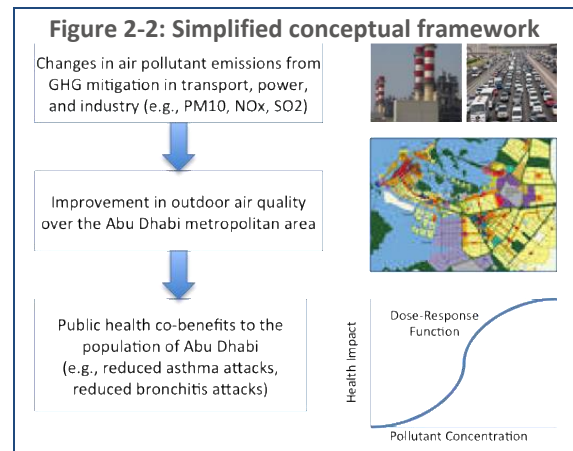 Figure 2-2: Simplified conceptual framework
Changes in air pollutant emissions from
GHG mitigation in transport, power,
and industry (e.g., PM10, NOx, SO2)
Improvement in outdoor air quality
over the Abu Dhabi metropolitan area
Public health co-benefits to the
population of Abu Dhabi
(e.g., reduced asthma attacks,
reduced bronchitis attacks)
Dose-Response
Function
Health Impact
Pollutant Concentration